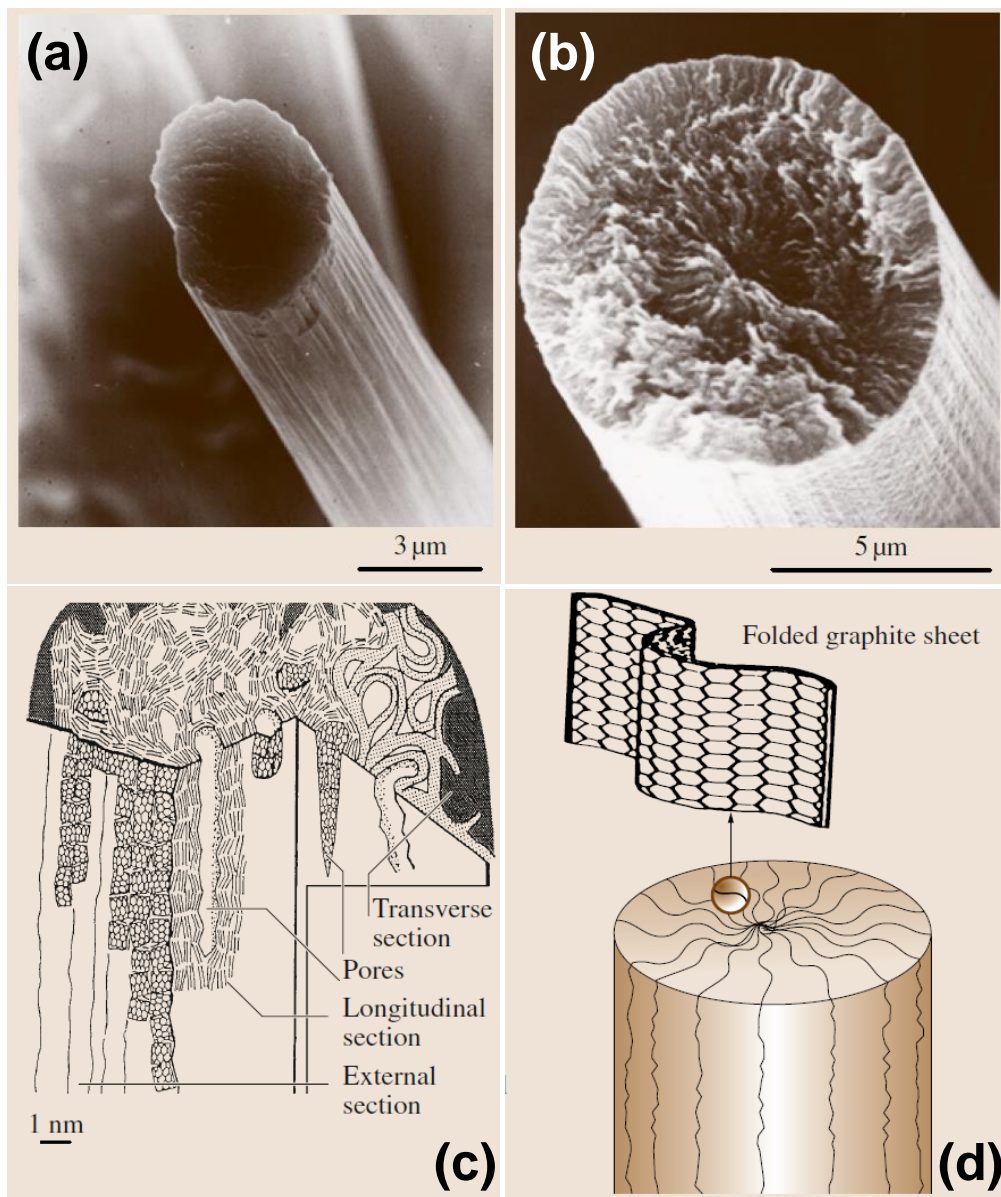 (a)
(b)
3 µm
5 µm
Folded graphite sheet
Transverse
section
Pores
Longitudinal
section
External
section
1 nm
(c)
(d)